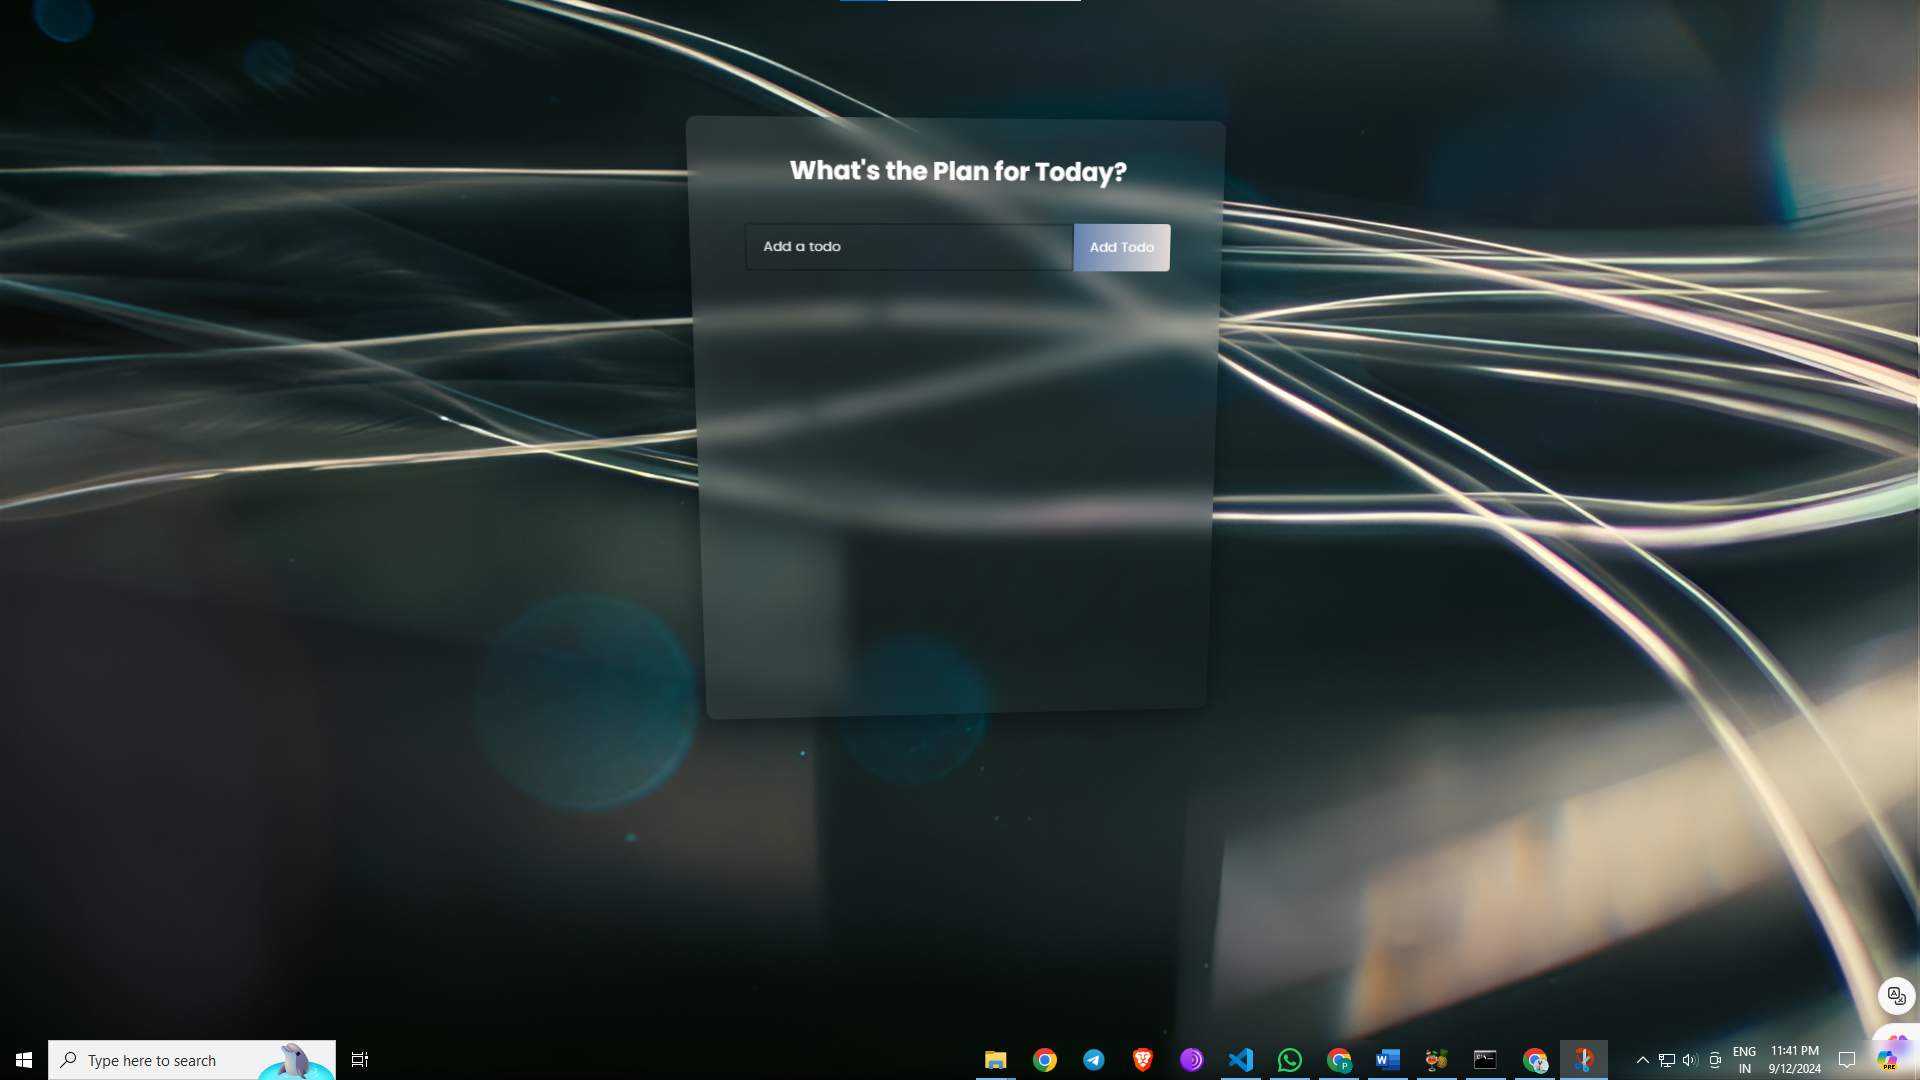 What's the Plan for Today?
Add a todo
Add Todo
Type here to search
P
ENG
IN
11:41 PM
9/12/2024
PRE